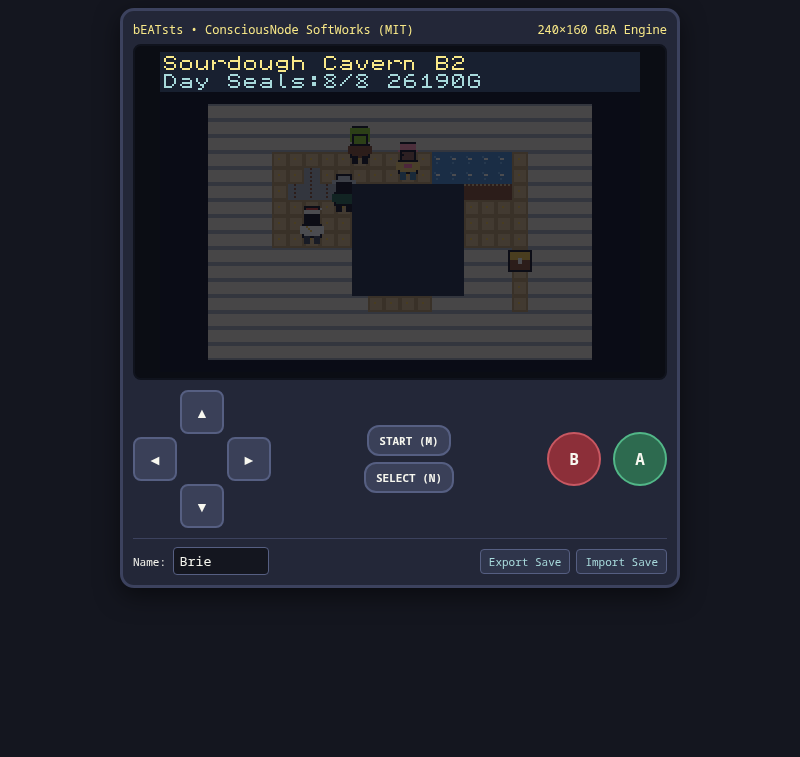 bEATsts • ConsciousNode SoftWorks (MIT)
240×160 GBA Engine
Sourdough Cavern B2
Day Seals:8/8 26190G
▲
◄ ►
▼
START (M)
SELECT (N)
B A
Name: Brie
Export Save
Import Save